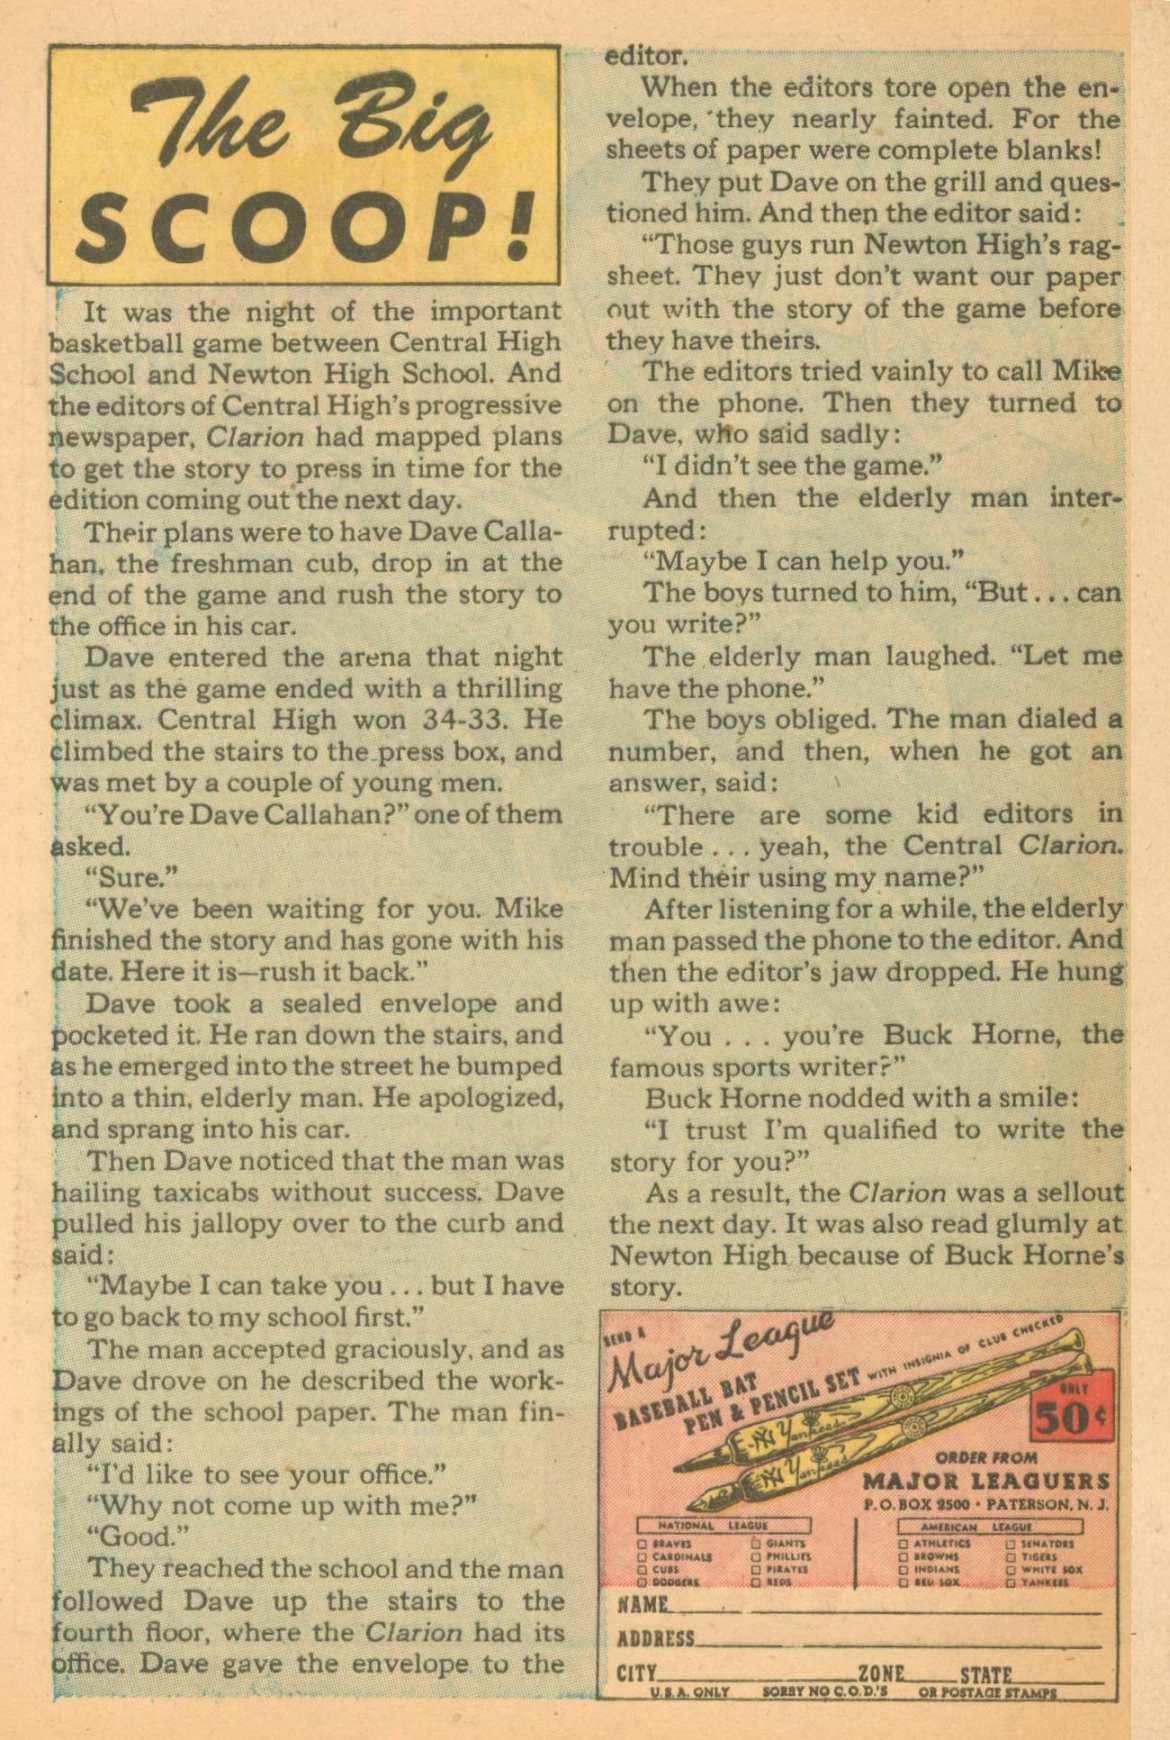 The Big
SCOOP!
It was the night of the important
basketball game between Central High
School and Newton High School. And
the editors of Central High's progressive
newspaper, Clarion had mapped plans
to get the story to press in time for the
edition coming out the next day.
Their plans were to have Dave Calla-
han, the freshman cub, drop in at the
end of the game and rush the story to
the office in his car.
Dave entered the arena that night
just as the game ended with a thrilling
climax. Central High won 34-33. He
climbed the stairs to the press box, and
was met by a couple of young men.
"You're Dave Callahan?" one of them
asked.
"Sure."
"We've been waiting for you. Mike
finished the story and has gone with his
date. Here it is—rush it back."
Dave took a sealed envelope and
pocketed it. He ran down the stairs, and
as he emerged into the street he bumped
into a thin, elderly man. He apologized,
and sprang into his car.
Then Dave noticed that the man was
hailing taxicabs without success. Dave
pulled his jallopy over to the curb and
said:
"Maybe I can take you . . . but I have
to go back to my school first."
The man accepted graciously, and as
Dave drove on he described the work-
ings of the school paper. The man fin-
ally said:
"I'd like to see your office."
"Why not come up with me?"
"Good."
They reached the school and the man
followed Dave up the stairs to the
fourth floor, where the Clarion had its
office. Dave gave the envelope to the
editor.
When the editors tore open the en-
velope, they nearly fainted. For the
sheets of paper were complete blanks!
They put Dave on the grill and ques-
tioned him. And then the editor said:
"Those guys run Newton High's rag-
sheet. They just don't want our paper
out with the story of the game before
they have theirs.
The editors tried vainly to call Mike
on the phone. Then they turned to
Dave, who said sadly:
"I didn't see the game."
And then the elderly man inter-
rupted:
"Maybe I can help you."
The boys turned to him, "But . . . can
you write?"
The elderly man laughed. "Let me
have the phone."
The boys obliged. The man dialed a
number, and then, when he got an
answer, said:
"There are some kid editors in
trouble . . . yeah, the Central Clarion.
Mind their using my name?"
After listening for a while, the elderly
man passed the phone to the editor. And
then the editor's jaw dropped. He hung
up with awe:
"You . . . you're Buck Horne, the
famous sports writer?"
Buck Horne nodded with a smile:
"I trust I'm qualified to write the
story for you?"
As a result, the Clarion was a sellout
the next day. It was also read glumly at
Newton High because of Buck Horne's
story.
SEND A
Major League
BASEBALL BAT
PEN & PENCIL SET WITH INSIGNIA OF CLUB CHECKED
NY Yankees
NY Yankees
ONLY
50¢
ORDER FROM
MAJOR LEAGUERS
P.O. BOX 2500 • PATERSON, N. J.
NATIONAL LEAGUE
BRAVES GIANTS
CARDINALS PHILLIES
CUBS PIRATES
DODGERS REDS
AMERICAN LEAGUE
ATHLETICS SENATORS
BROWNS TIGERS
INDIANS WHITE SOX
RED SOX YANKEES
NAME
ADDRESS
CITY ZONE STATE
U.S.A. ONLY SORRY NO C.O.D.'S OR POSTAGE STAMPS